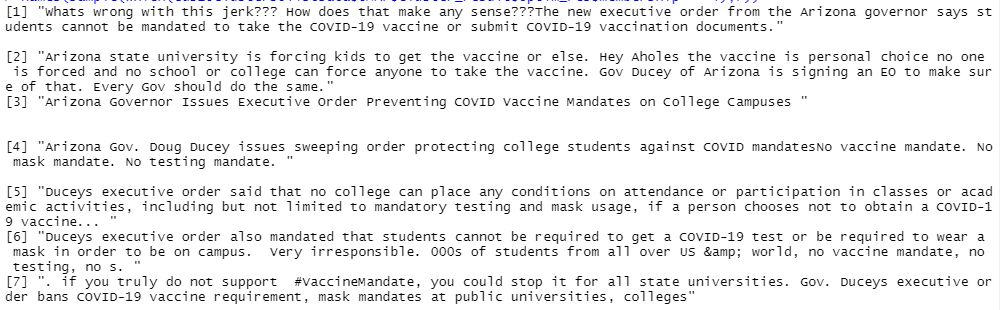 [1] "Whats wrong with this jerk??? How does that make any sense???The new executive order from the Arizona governor says st
udents cannot be mandated to take the COVID-19 vaccine or submit COVID-19 vaccination documents."
[2] "Arizona state university is forcing kids to get the vaccine or else. Hey Aholes the vaccine is personal choice no one
is forced and no school or college can force anyone to take the vaccine. Gov Ducey of Arizona is signing an EO to make sur
e of that. Every Gov should do the same."
[3] "Arizona Governor Issues Executive Order Preventing COVID Vaccine Mandates on College Campuses "
[4] "Arizona Gov. Doug Ducey issues sweeping order protecting college students against COVID mandatesNo vaccine mandate. No
mask mandate. No testing mandate. "
[5] "Duceys executive order said that no college can place any conditions on attendance or participation in classes or acad
emic activities, including but not limited to mandatory testing and mask usage, if a person chooses not to obtain a COVID-1
9 vaccine... "
[6] "Duceys executive order also mandated that students cannot be required to get a COVID-19 test or be required to wear a
mask in order to be on campus.  Very irresponsible. 000s of students from all over US &amp; world, no vaccine mandate, no
testing, no s. "
[7] ". if you truly do not support  #VaccineMandate, you could stop it for all state universities. Gov. Duceys executive or
der bans COVID-19 vaccine requirement, mask mandates at public universities, colleges"